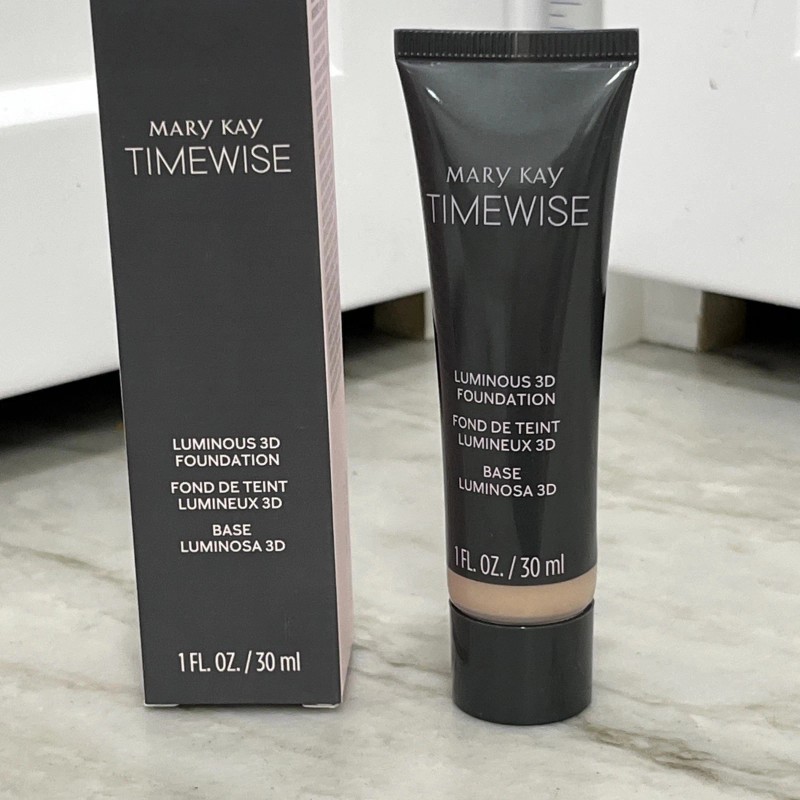 MARY KAY
TIMEWISE
LUMINOUS 3D
FOUNDATION
FOND DE TEINT
LUMINEUX 3D
BASE
LUMINOSA 3D
1 FL. OZ. / 30 ml
MARY KAY
TIMEWISE
LUMINOUS 3D
FOUNDATION
FOND DE TEINT
LUMINEUX 3D
BASE
LUMINOSA 3D
1 FL. OZ. / 30 ml